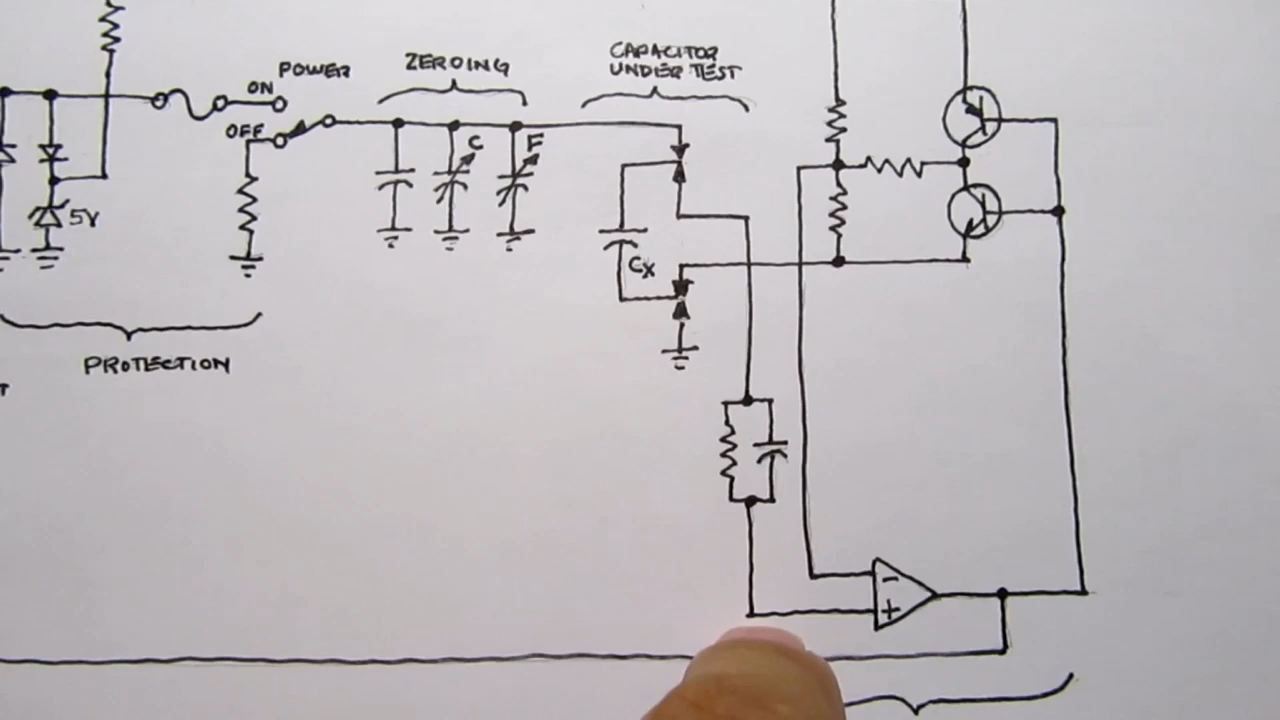 POWER
ON
OFF
ZEROING
C
F
CAPACITOR
UNDER TEST
5V
CX
PROTECTION
T
-
+